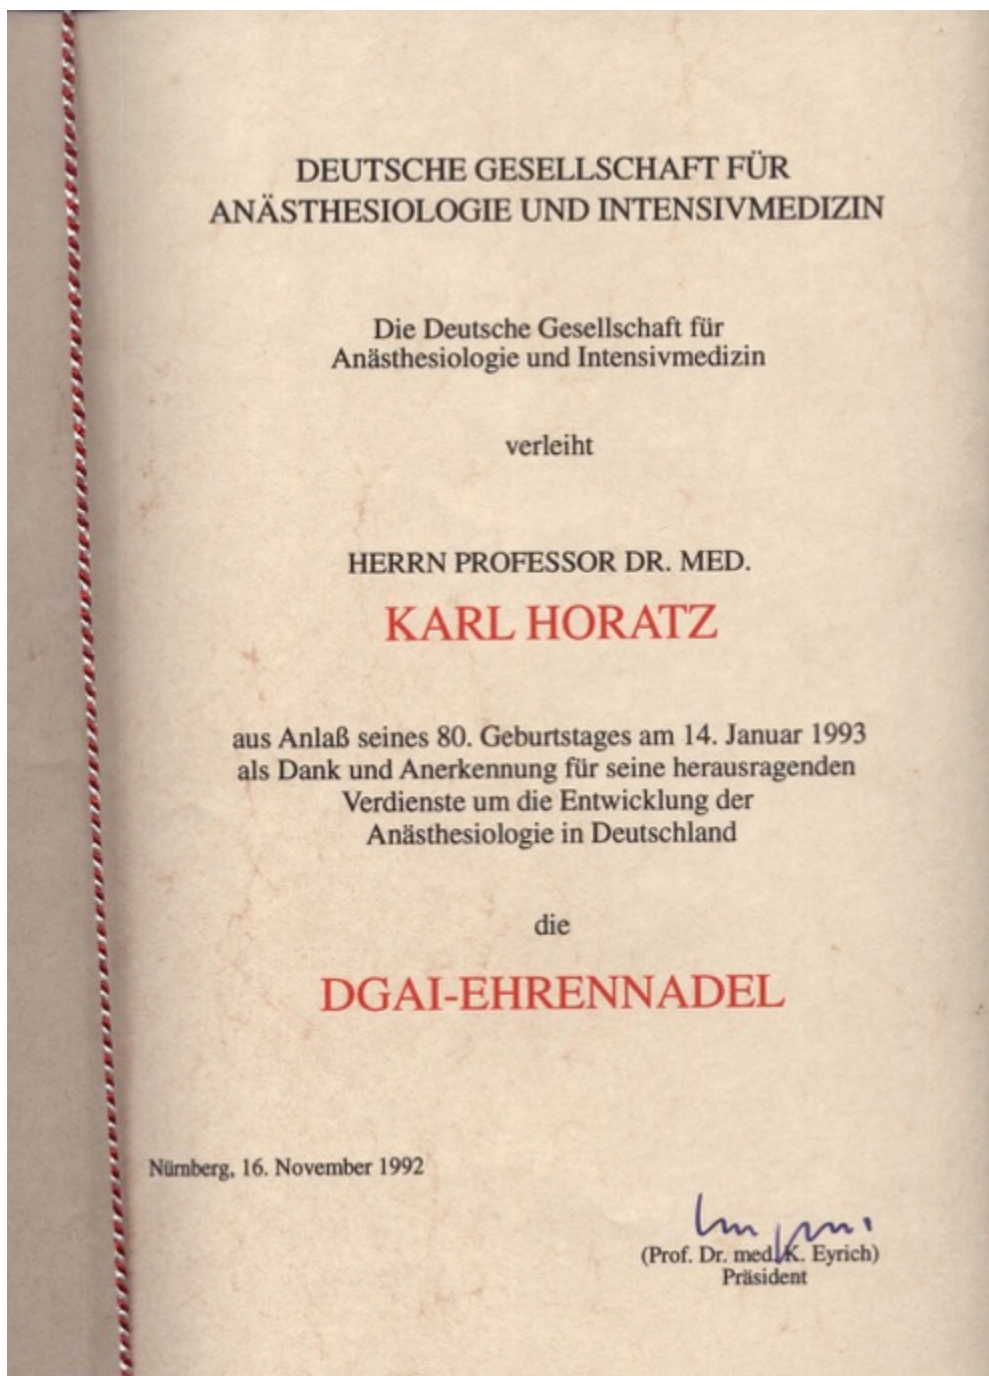 DEUTSCHE GESELLSCHAFT FÜR
ANÄSTHESIOLOGIE UND INTENSIVMEDIZIN
Die Deutsche Gesellschaft für
Anästhesiologie und Intensivmedizin
verleiht
HERRN PROFESSOR DR. MED.
KARL HORATZ
aus Anlaß seines 80. Geburtstages am 14. Januar 1993
als Dank und Anerkennung für seine herausragenden
Verdienste um die Entwicklung der
Anästhesiologie in Deutschland
die
DGAI-EHRENNADEL
Nürnberg, 16. November 1992
(Prof. Dr. med. K. Eyrich)
Präsident